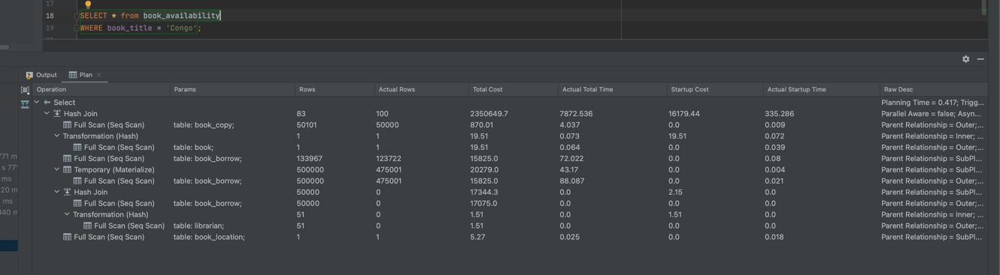 17
18 SELECT * from book_availability
19 WHERE book_title = 'Congo';
Output Plan
Operation Params Rows Actual Rows Total Cost Actual Total Time Startup Cost Actual Startup Time Raw Desc
Select Planning Time = 0.417; Trigg...
Hash Join 83 100 2350649.7 7872.536 16179.44 335.286 Parallel Aware = false; Asyn...
Full Scan (Seq Scan) table: book_copy; 50101 50000 870.01 4.037 0.0 0.009 Parent Relationship = Outer;...
Transformation (Hash) 1 1 19.51 0.073 19.51 0.072 Parent Relationship = Inner; ...
Full Scan (Seq Scan) table: book; 1 1 19.51 0.064 0.0 0.039 Parent Relationship = Outer;...
771 m Full Scan (Seq Scan) table: book_borrow; 133967 123722 15825.0 72.022 0.0 0.08 Parent Relationship = SubPl...
s 771 Temporary (Materialize) 500000 475001 20279.0 43.17 0.0 0.004 Parent Relationship = SubPl...
ms Full Scan (Seq Scan) table: book_borrow; 500000 475001 15825.0 88.087 0.0 0.021 Parent Relationship = Outer;...
20 m Hash Join 50000 0 17344.3 0.0 2.15 0.0 Parent Relationship = SubPl...
ms Full Scan (Seq Scan) table: book_borrow; 50000 0 17075.0 0.0 0.0 0.0 Parent Relationship = Outer;...
340 m Transformation (Hash) 51 0 1.51 0.0 1.51 0.0 Parent Relationship = Inner; ...
Full Scan (Seq Scan) table: librarian; 51 0 1.51 0.0 0.0 0.0 Parent Relationship = Outer;...
Full Scan (Seq Scan) table: book_location; 1 1 5.27 0.025 0.0 0.018 Parent Relationship = SubPl...